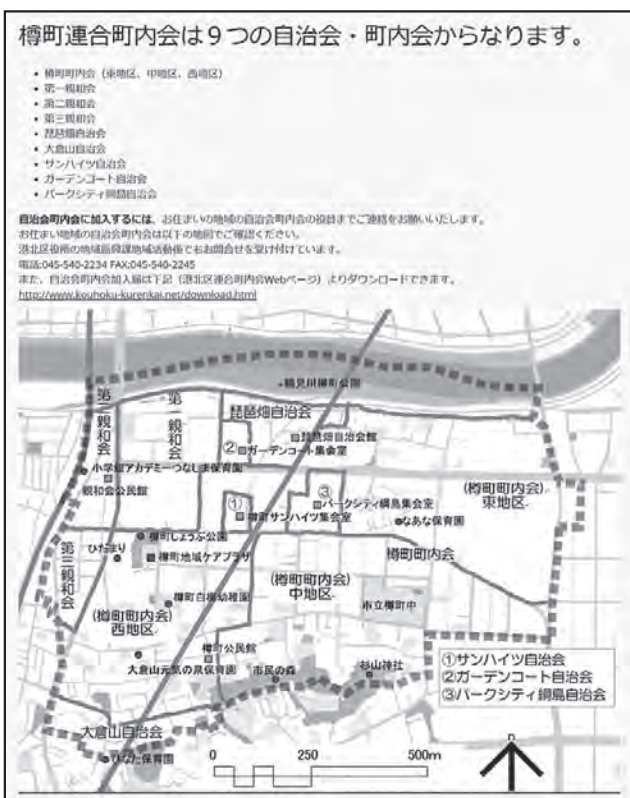 樽町連合町内会は９つの自治会・町内会からなります。
• 樽町町内会（東地区、中地区、西地区）
• 第一親和会
• 第二親和会
• 第三親和会
• 琵琶畑自治会
• 大倉山自治会
• サンハイツ自治会
• ガーデンコート自治会
• パークシティ綱島自治会
自治会町内会に加入するには、お住まいの地域の自治会町内会の役員までご連絡をお願いいたします。
お住まい地域の自治会町内会は以下の地図でご確認ください。
港北区役所の地域振興課地域活動係でもお問合せを受け付けています。
電話:045-540-2234 FAX:045-540-2245
また、自治会町内会加入届は下記（港北区連合町内会Webページ）よりダウンロードできます。
http://www.kouhoku-kurenkai.net/download.html
鶴見川樽町公園
第二親和会
第一親和会
琵琶畑自治会
琵琶畑自治会館
②
ガーデンコート集会室
小学館アカデミーつなしま保育園
親和会公民館
①
樽町サンハイツ集会室
③
パークシティ綱島集会室
(樽町町内会)
東地区
なあな保育園
樽町しょうぶ公園
ひだまり
樽町地域ケアプラザ
樽町町内会
第三親和会
(樽町町内会)
西地区
樽町白梅幼稚園
(樽町町内会)
中地区
市立樽町中
樽町公民館
大倉山元気の泉保育園
市民の森
杉山神社
①サンハイツ自治会
②ガーデンコート自治会
③パークシティ綱島自治会
大倉山自治会
ひなた保育園
0 250 500m
n